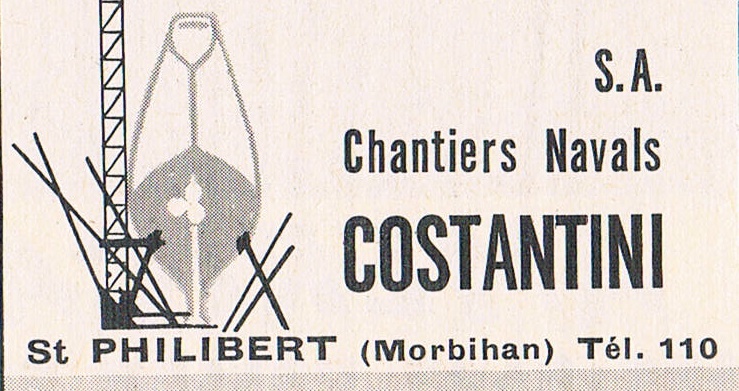 S.A.
Chantiers Navals
COSTANTINI
St PHILIBERT (Morbihan) Tél. 110